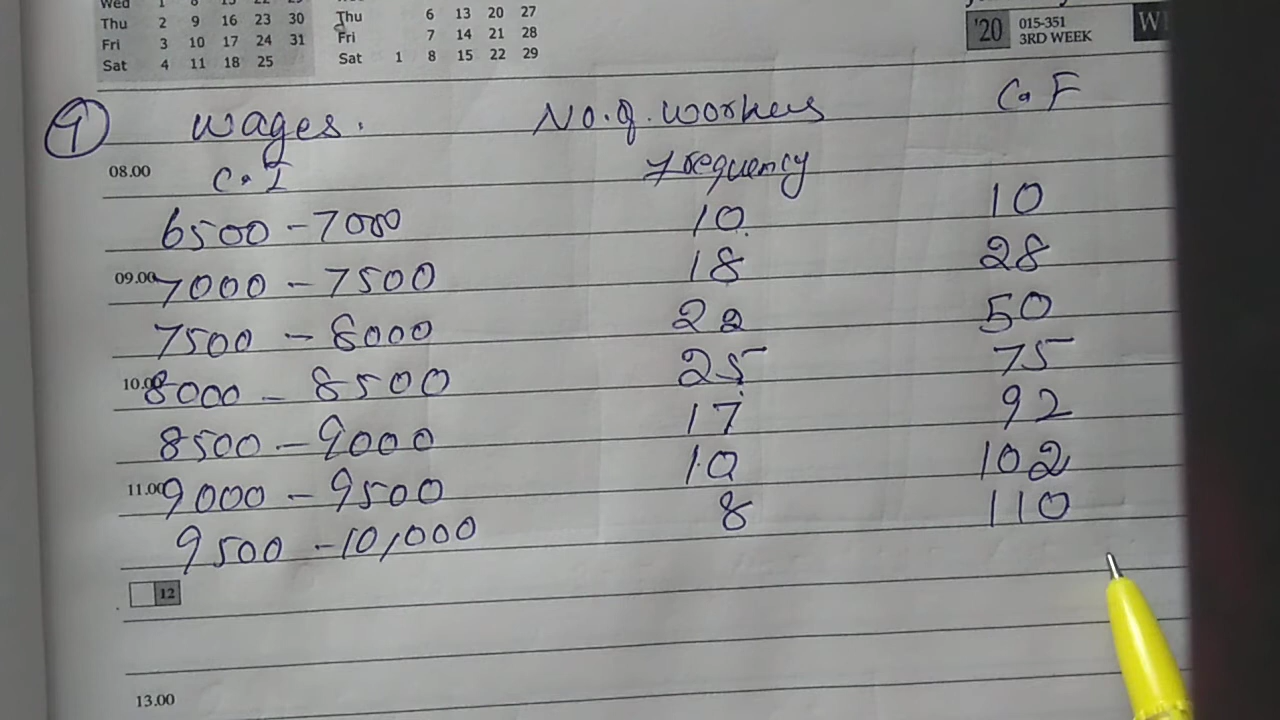 Wed 1 8
Thu 2 9 16 23 30
Fri 3 10 17 24 31
Sat 4 11 18 25
Thu 6 13 20 27
Fri 7 14 21 28
Sat 1 8 15 22 29
'20 015-351
3RD WEEK
9 Wages. No. of. workers C.F
08.00 C.I Frequency
6500 - 7000 10 10
09.00 7000 - 7500 18 28
7500 - 8000 22 50
10.00 8000 - 8500 25 75
8500 - 9000 17 92
11.00 9000 - 9500 10 102
9500 - 10,000 8 110
12
13.00